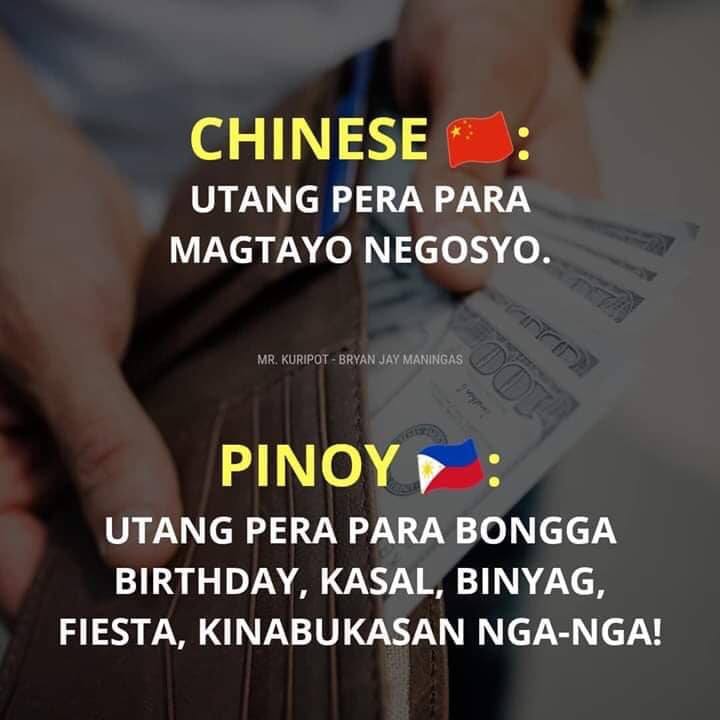 CHINESE 🇨🇳:
UTANG PERA PARA
MAGTAYO NEGOSYO.
MR. KURIPOT - BRYAN JAY MANINGAS
100
PINOY 🇵🇭:
UTANG PERA PARA BONGGA
BIRTHDAY, KASAL, BINYAG,
FIESTA, KINABUKASAN NGA-NGA!